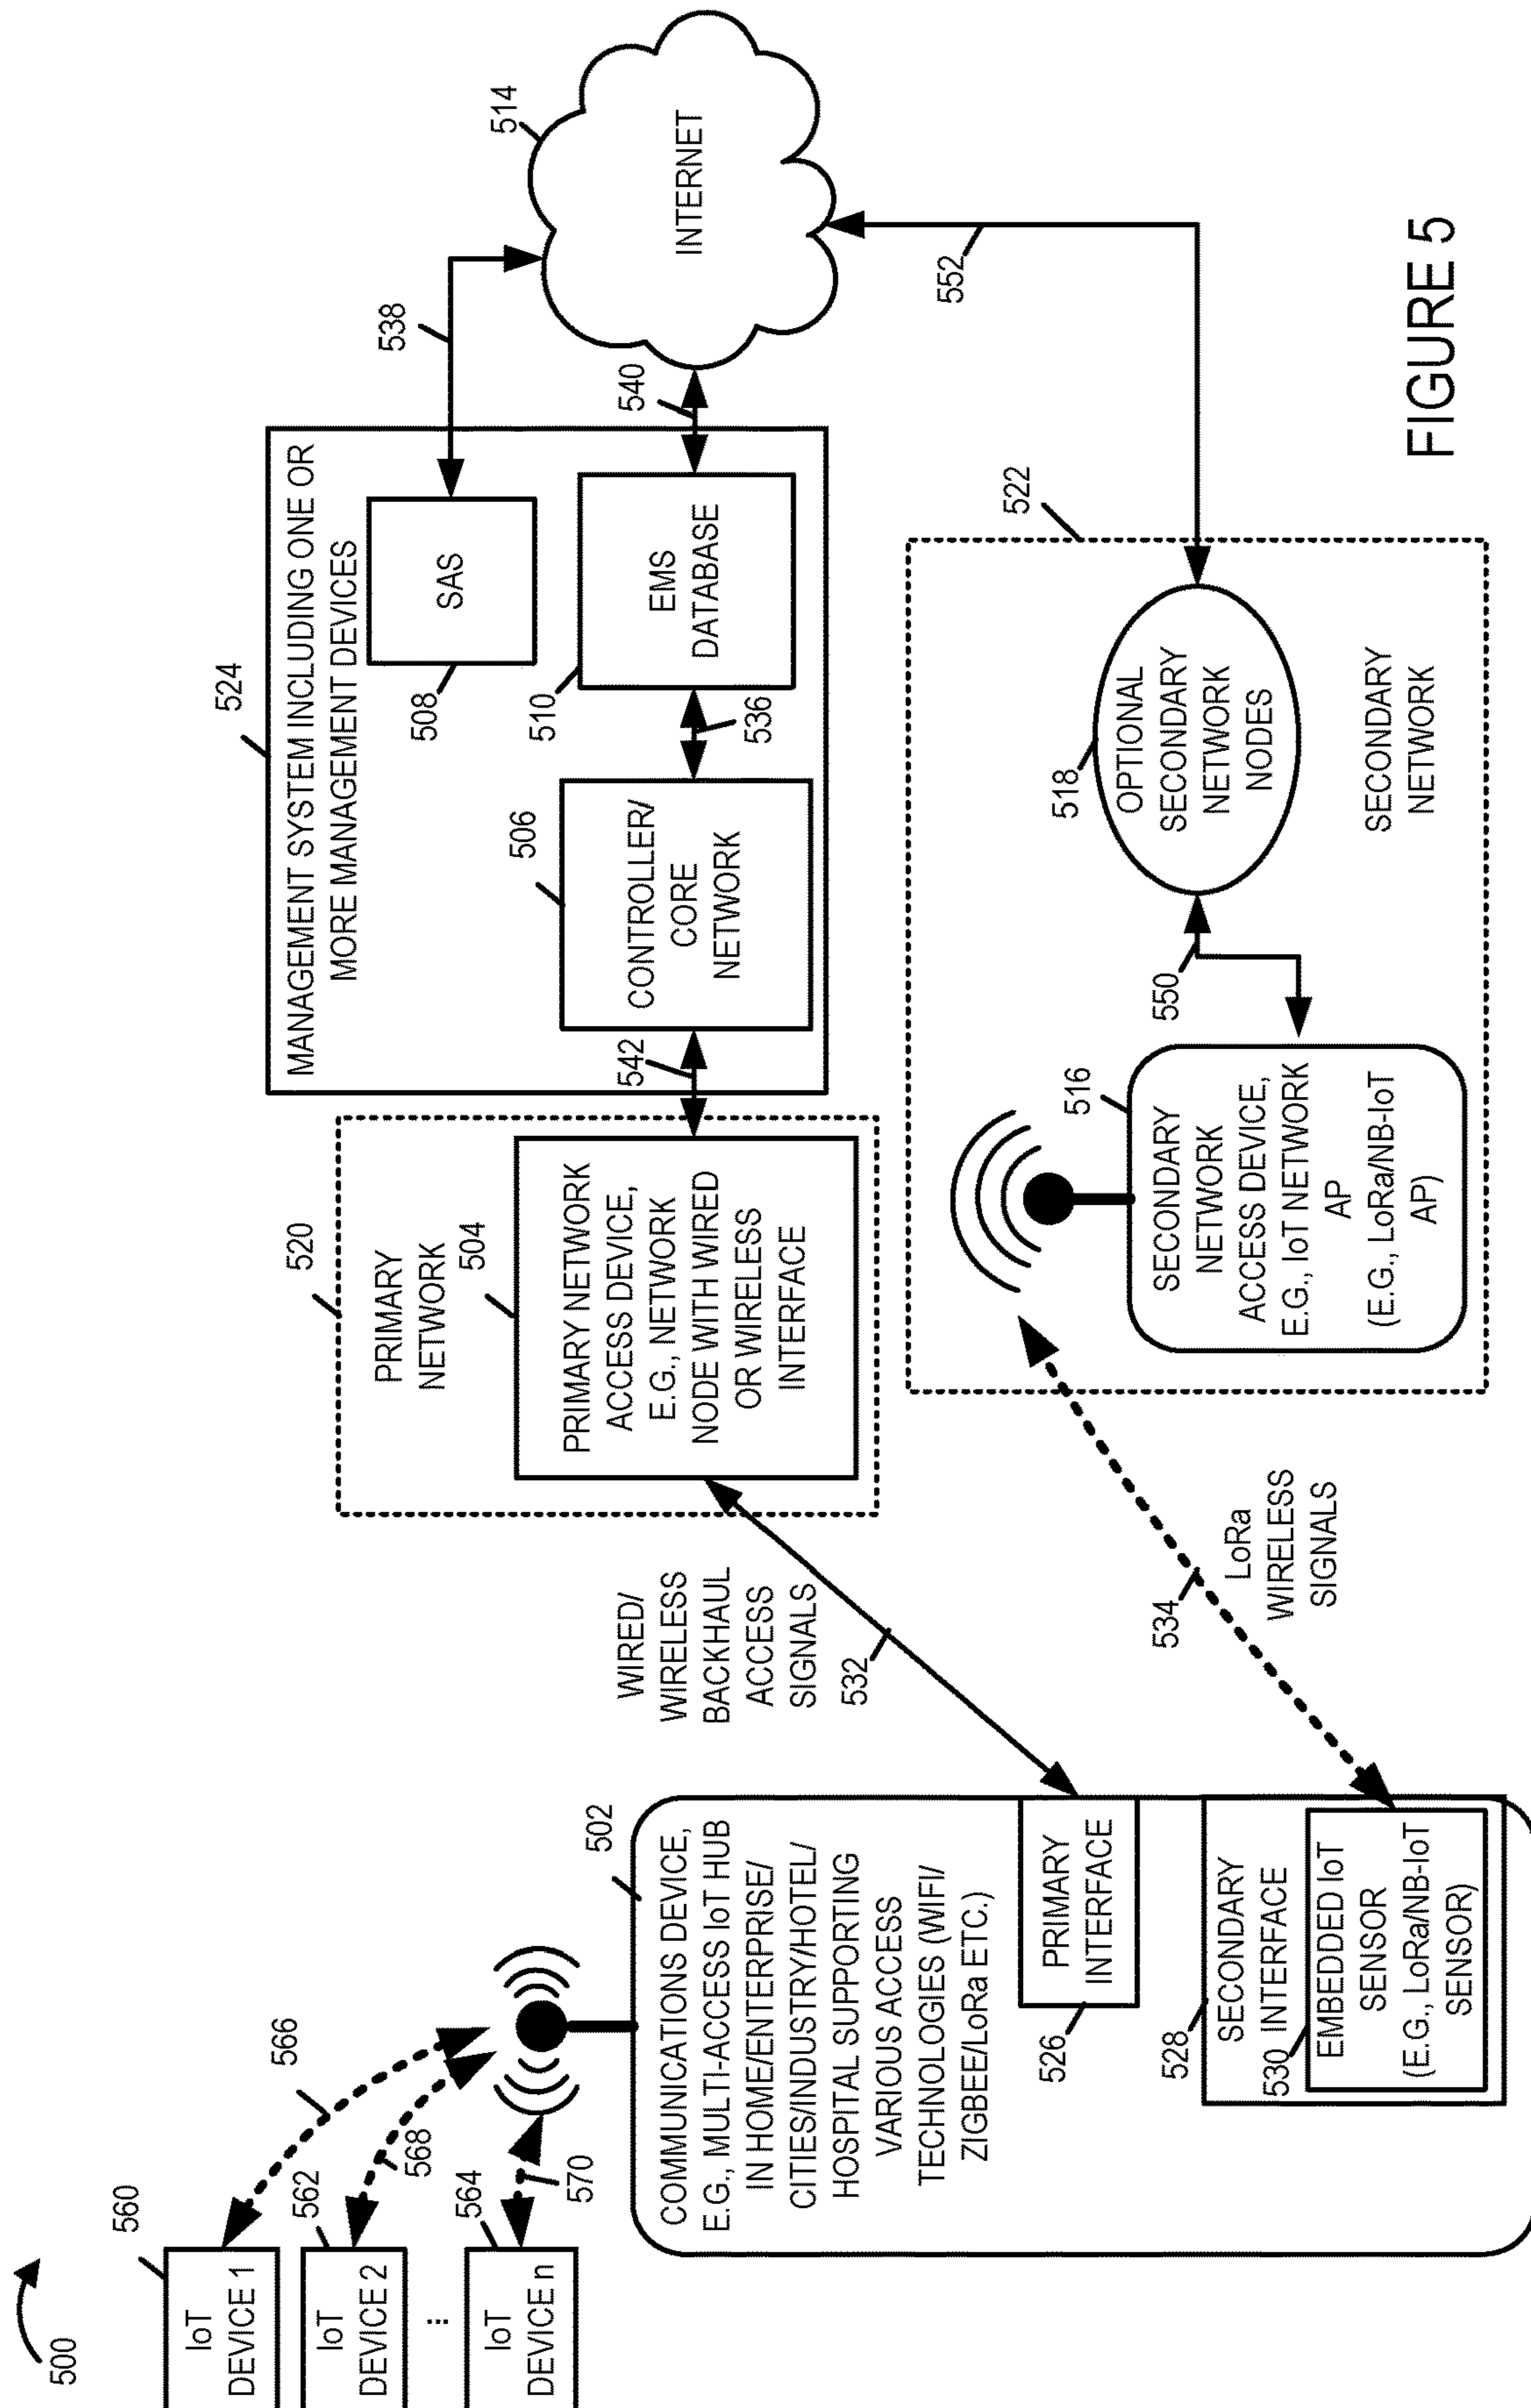 500
IoT
DEVICE 1
560
IoT
DEVICE 2
562
...
IoT
DEVICE n
564
566
568
570
502
COMMUNICATIONS DEVICE,
E.G., MULTI-ACCESS IoT HUB
IN HOME/ENTERPRISE/
CITIES/INDUSTRY/HOTEL/
HOSPITAL SUPPORTING
VARIOUS ACCESS
TECHNOLOGIES (WIFI/
ZIGBEE/LoRa ETC.)
PRIMARY
INTERFACE
526
SECONDARY
INTERFACE
528
530
EMBEDDED IoT
SENSOR
(E.G., LoRa/NB-IoT
SENSOR)
WIRED/
WIRELESS
BACKHAUL
ACCESS
SIGNALS
532
534
LoRa
WIRELESS
SIGNALS
520
PRIMARY
NETWORK
504
PRIMARY NETWORK
ACCESS DEVICE,
E.G., NETWORK
NODE WITH WIRED
OR WIRELESS
INTERFACE
542
524
MANAGEMENT SYSTEM INCLUDING ONE OR
MORE MANAGEMENT DEVICES
506
CONTROLLER/
CORE
NETWORK
536
508
SAS
510
EMS
DATABASE
538
540
514
INTERNET
552
522
516
SECONDARY
NETWORK
ACCESS DEVICE,
E.G., IoT NETWORK
AP
(E.G., LoRa/NB-IoT
AP)
550
518
OPTIONAL
SECONDARY
NETWORK
NODES
SECONDARY
NETWORK
FIGURE 5